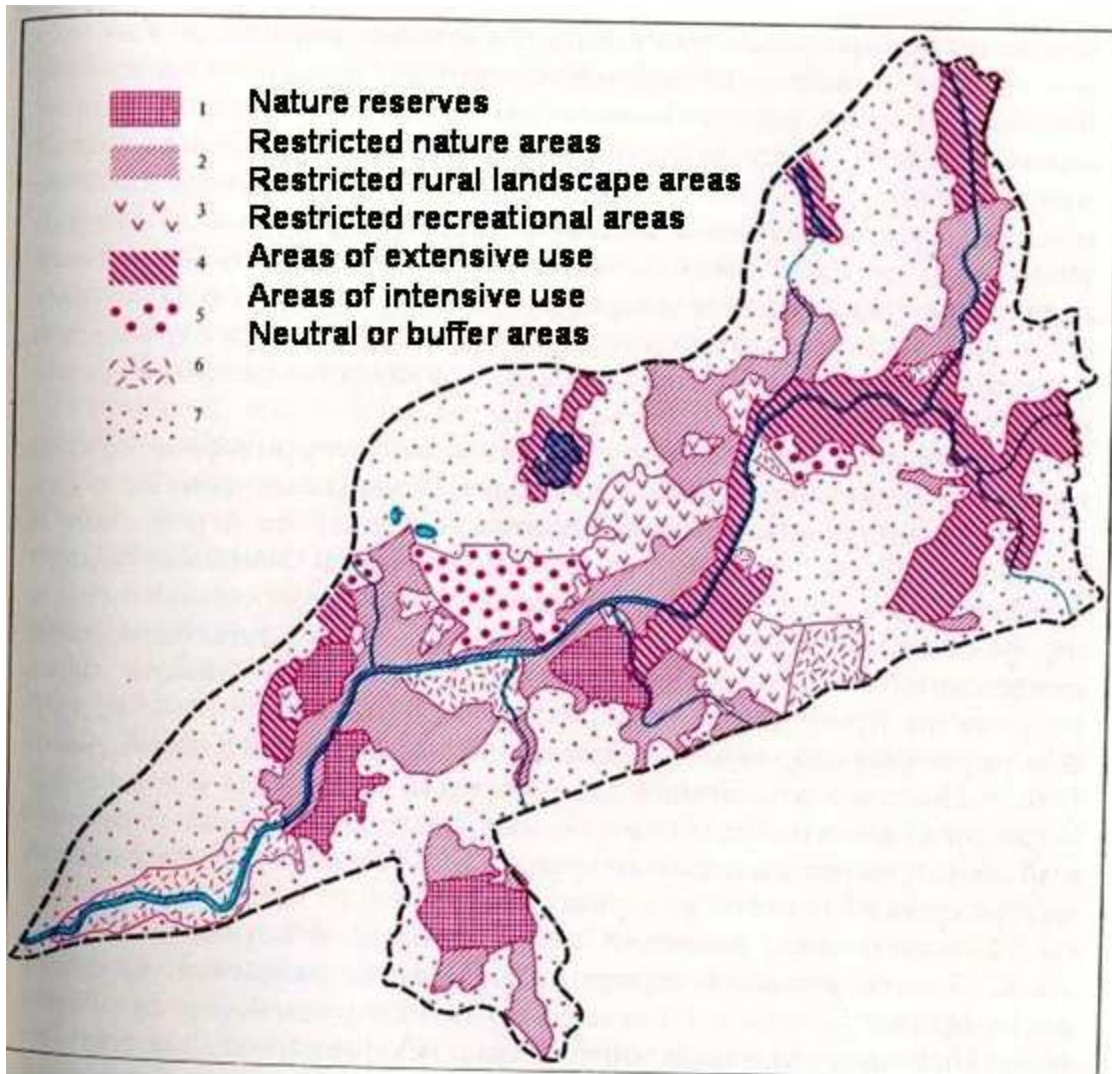 1 Nature reserves
Restricted nature areas
2
Restricted rural landscape areas
3 Restricted recreational areas
4 Areas of extensive use
5 Areas of intensive use
Neutral or buffer areas
6
7